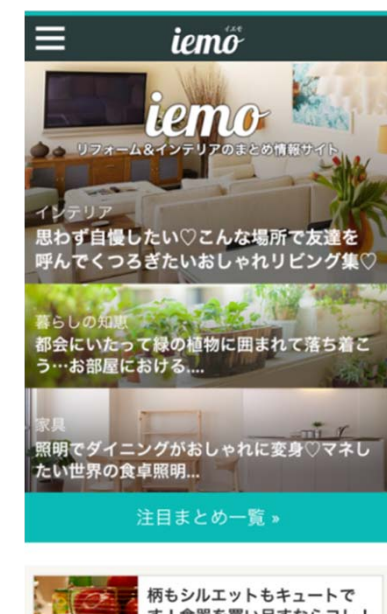 イエモ
iemo
iemo
リフォーム&インテリアのまとめ情報サイト
インテリア
思わず自慢したい♡こんな場所で友達を
呼んでくつろぎたいおしゃれリビング集♡
暮らしの知恵
都会にいたって緑の植物に囲まれて落ち着こ
う…お部屋における....
家具
照明でダイニングがおしゃれに変身♡マネし
たい世界の食卓照明...
注目まとめ一覧 »
柄もシルエットもキュートで